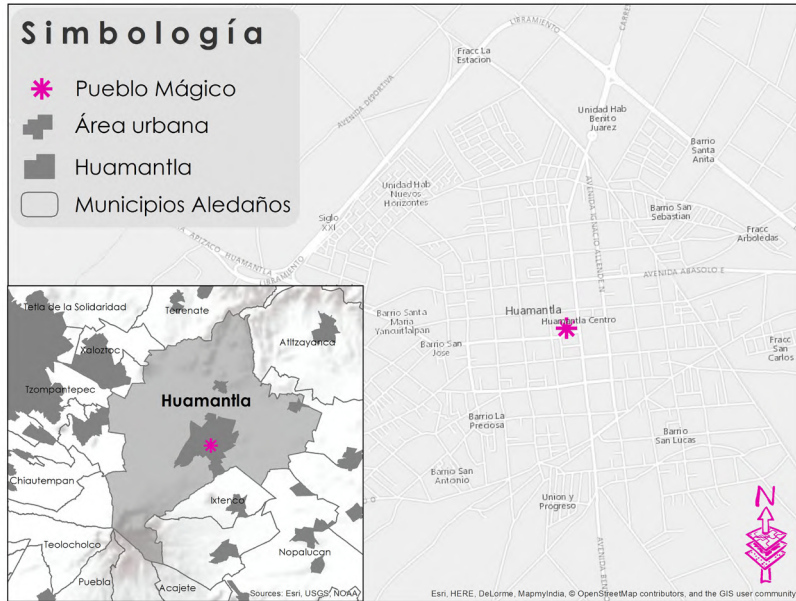 Simbología
Pueblo Mágico
Área urbana
Huamantla
Municipios Aledaños
LIBRAMIENTO
Fracc La
Estacion
AVENIDA DEPORTIVA
Unidad Hab
Benito
Juarez
Barrio
Santa
Anita
Unidad Hab
Nuevos
Horizontes
Siglo
XXI
Barrio San
Sebastian
Fracc
Arboledas
APIZACO HUAMANTLA
LIBRAMIENTO
AVENIDA IGNACIO ALLENDE N
AVENIDA ABASOLO E
Barrio Santa
Maria
Yancuitlalpan
Huamantla
Huamantla Centro
Barrio San
Jose
Fracc
San
Carlos
Barrio La
Preciosa
Barrio
San Lucas
Barrio San
Antonio
Union y
Progreso
N
Tetla de la Solidaridad
Terrenate
Xaloztoc
Atltzayanca
Tzompantepec
Huamantla
Chiautempan
Ixtenco
Teolocholco
Nopalucan
Puebla
Acajete
Sources: Esri, USGS, NOAA
Esri, HERE, DeLorme, MapmyIndia, © OpenStreetMap contributors, and the GIS user community